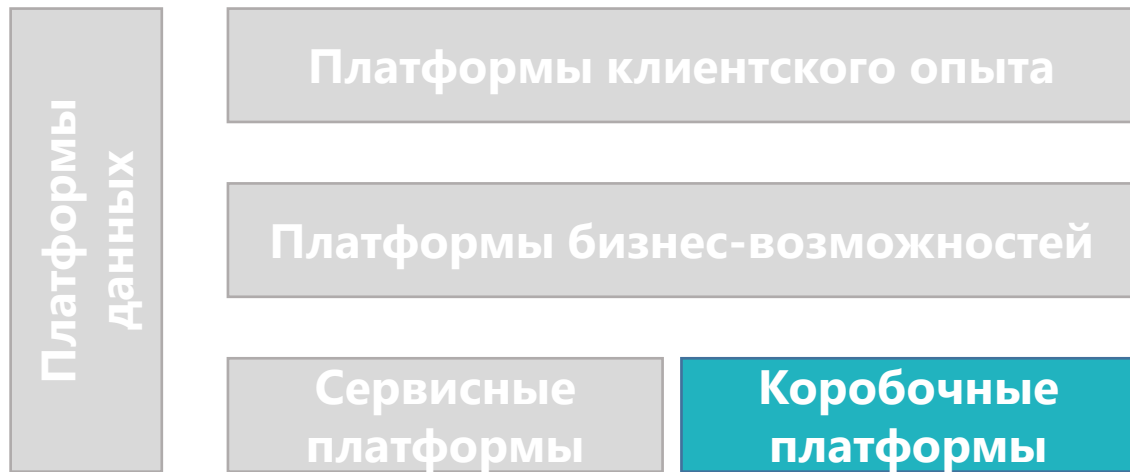 Платформы
данных
Платформы клиентского опыта
Платформы бизнес-возможностей
Сервисные
платформы
Коробочные
платформы